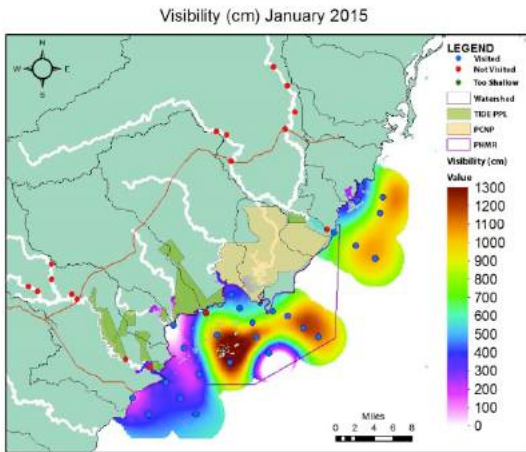 Visibility (cm) January 2015
N
W E
S
LEGEND
Visited
Not Visited
Too Shallow
Watershed
TIDE PPL
PCNP
PHMR
Visibility (cm)
Value
1300
1200
1100
1000
900
800
700
600
500
400
300
200
100
0
Miles
0 2 4 8